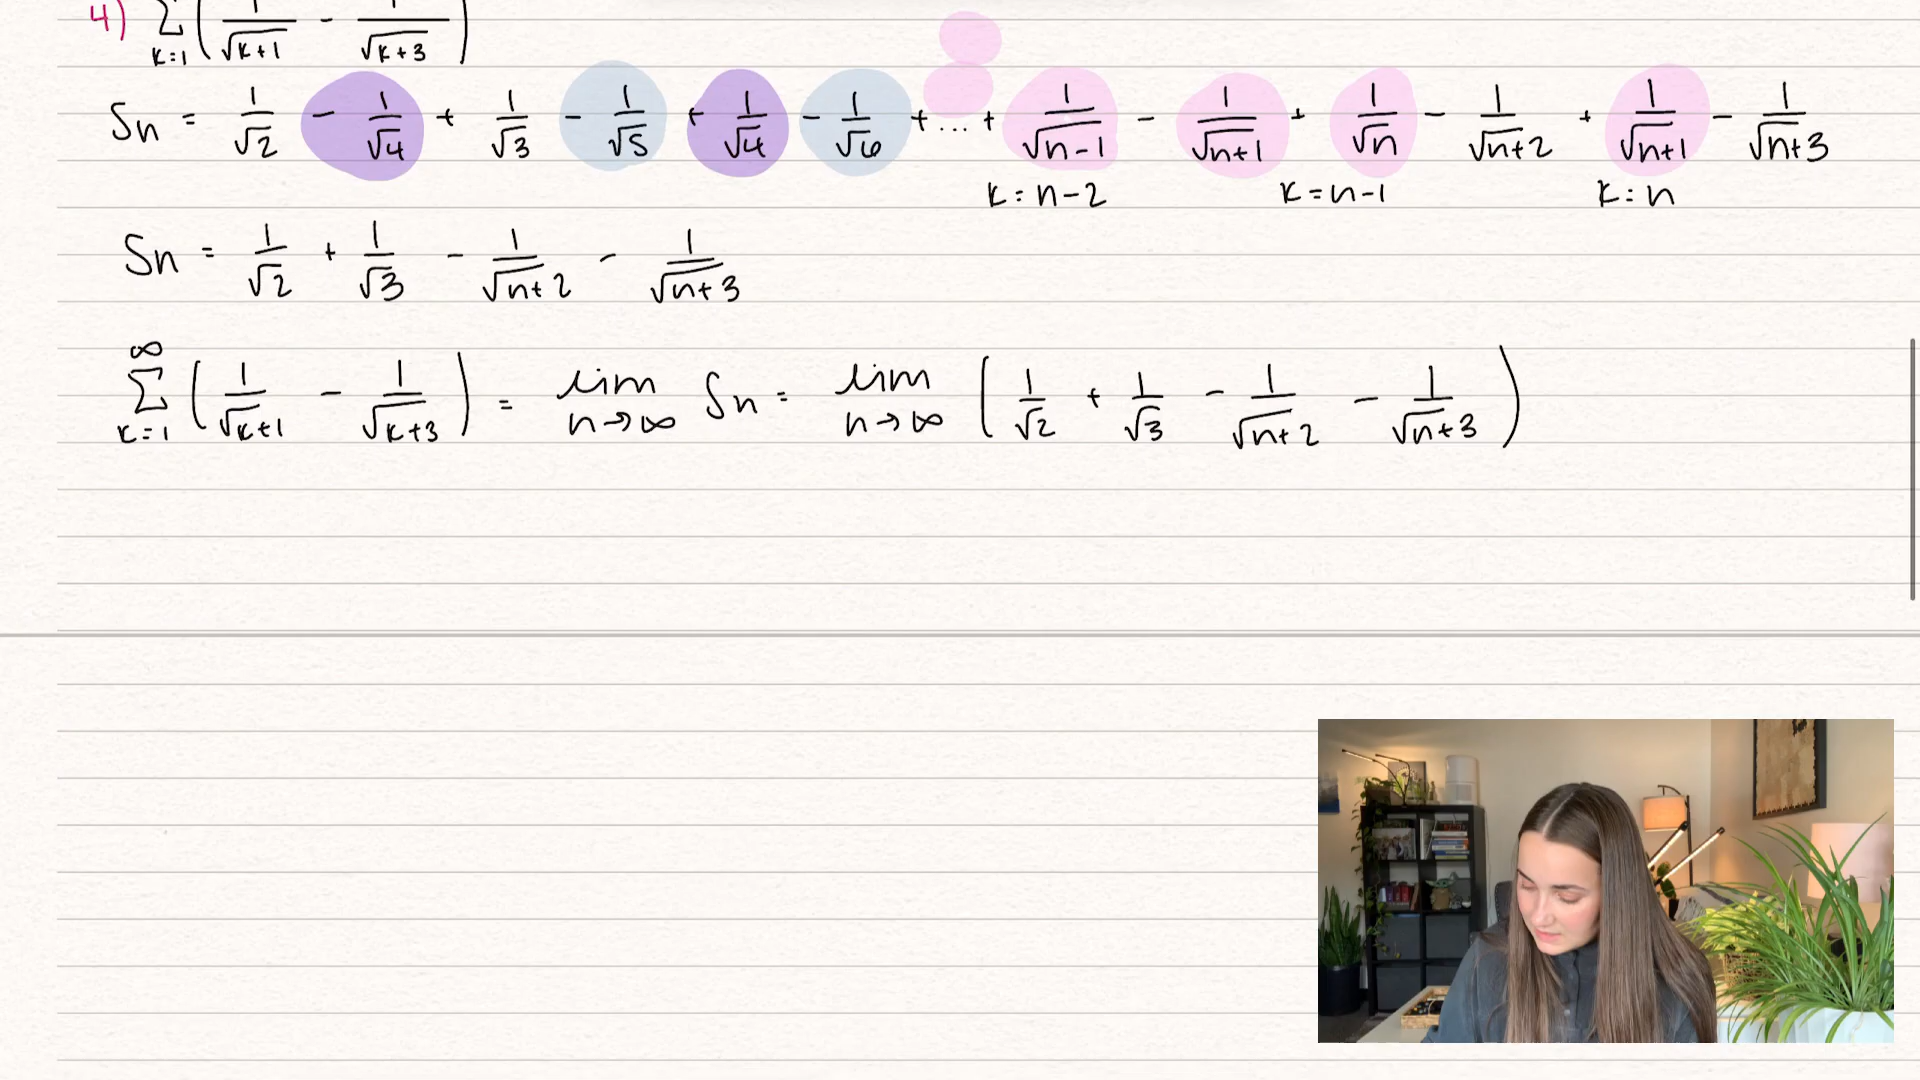 4) Σ k=1 ( 1/√k+1 - 1/√k+3 )
Sn = 1/√2 - 1/√4 + 1/√3 - 1/√5 + 1/√4 - 1/√6 + ... + 1/√n-1 - 1/√n+1 + 1/√n - 1/√n+2 + 1/√n+1 - 1/√n+3
k=n-2 k=n-1 k=n
Sn = 1/√2 + 1/√3 - 1/√n+2 - 1/√n+3
∞ Σ k=1 ( 1/√k+1 - 1/√k+3 ) = lim n→∞ Sn = lim n→∞ ( 1/√2 + 1/√3 - 1/√n+2 - 1/√n+3 )